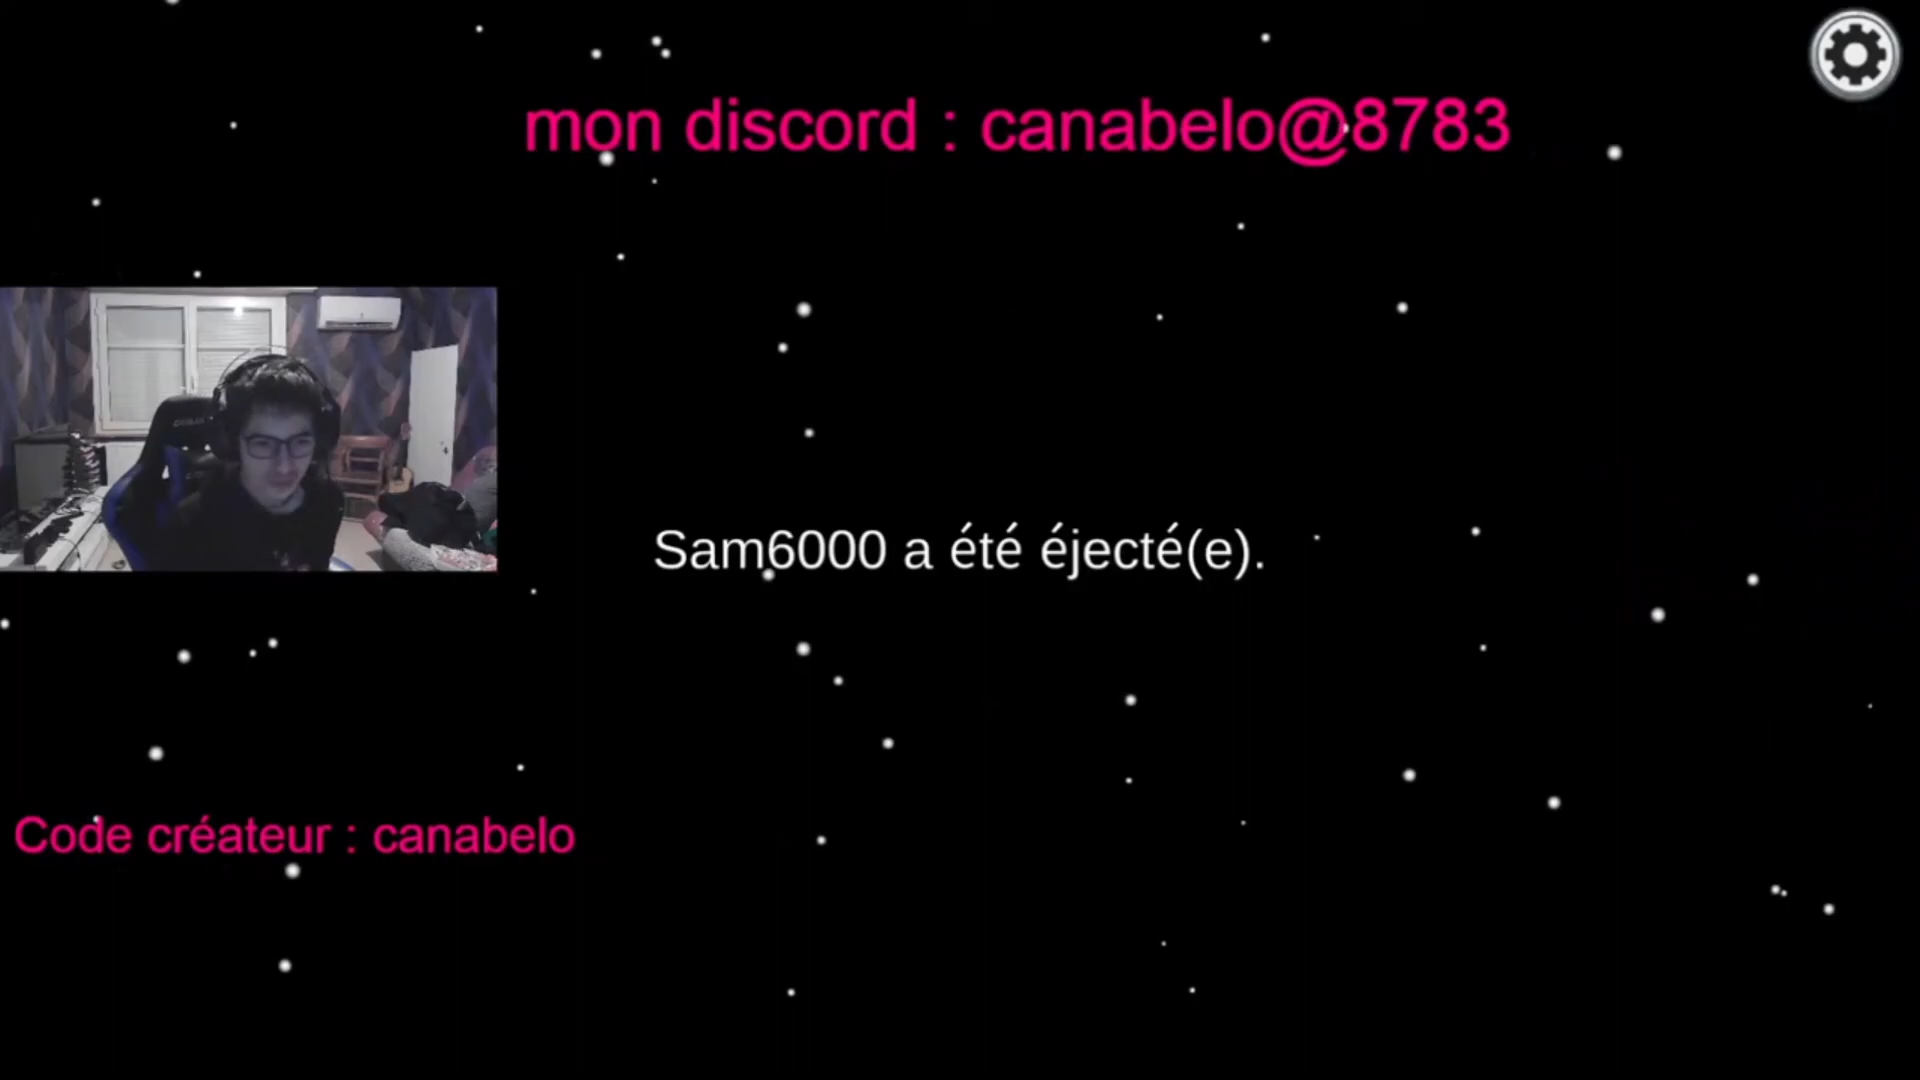 mon discord : canabelo@8783
Sam6000 a été éjecté(e).
Code créateur : canabelo